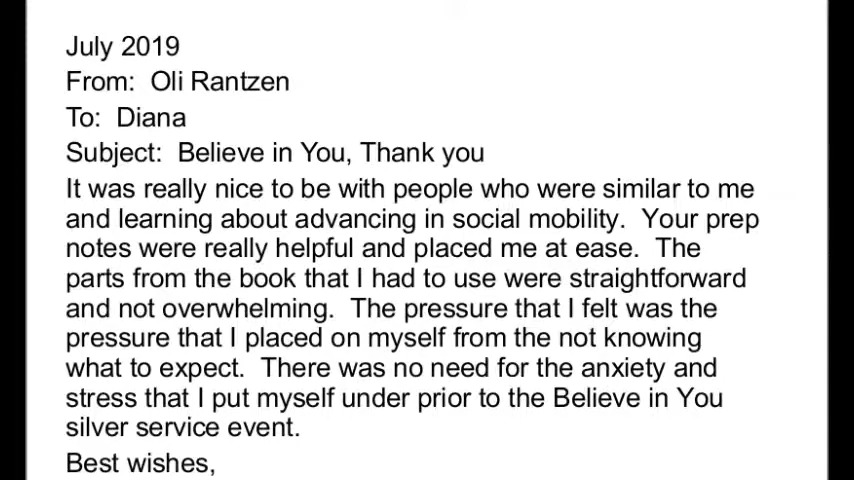 July 2019
From:  Oli Rantzen
To:  Diana
Subject:  Believe in You, Thank you
It was really nice to be with people who were similar to me
and learning about advancing in social mobility.  Your prep
notes were really helpful and placed me at ease.  The
parts from the book that I had to use were straightforward
and not overwhelming.  The pressure that I felt was the
pressure that I placed on myself from the not knowing
what to expect.  There was no need for the anxiety and
stress that I put myself under prior to the Believe in You
silver service event.
Best wishes,